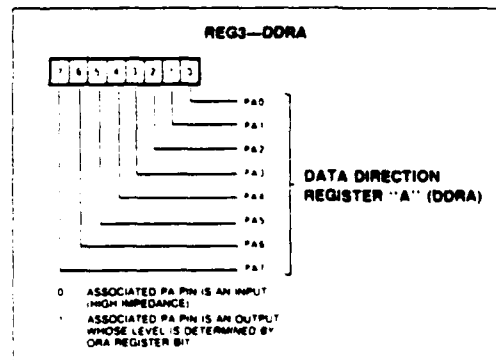 REG3—DDRA
7 6 5 4 3 2 1 0
PA0
PA1
PA2
PA3
PA4
PA5
PA6
PA7
DATA DIRECTION
REGISTER "A" (DDRA)
0 ASSOCIATED PA PIN IS AN INPUT
(HIGH IMPEDANCE)
1 ASSOCIATED PA PIN IS AN OUTPUT
WHOSE LEVEL IS DETERMINED BY
ORA REGISTER BIT